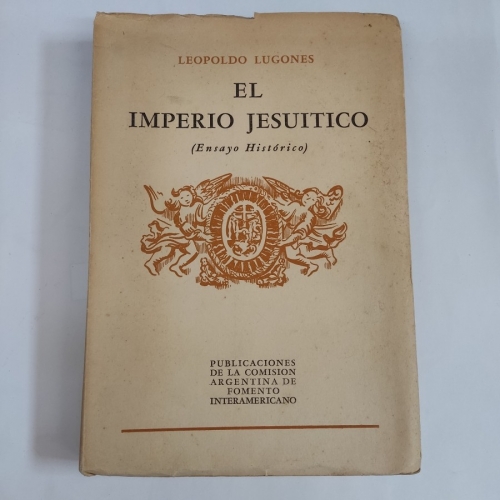 LEOPOLDO LUGONES
EL
IMPERIO JESUITICO
(Ensayo Histórico)
PUBLICACIONES
DE LA COMISION
ARGENTINA DE
FOMENTO
INTERAMERICANO